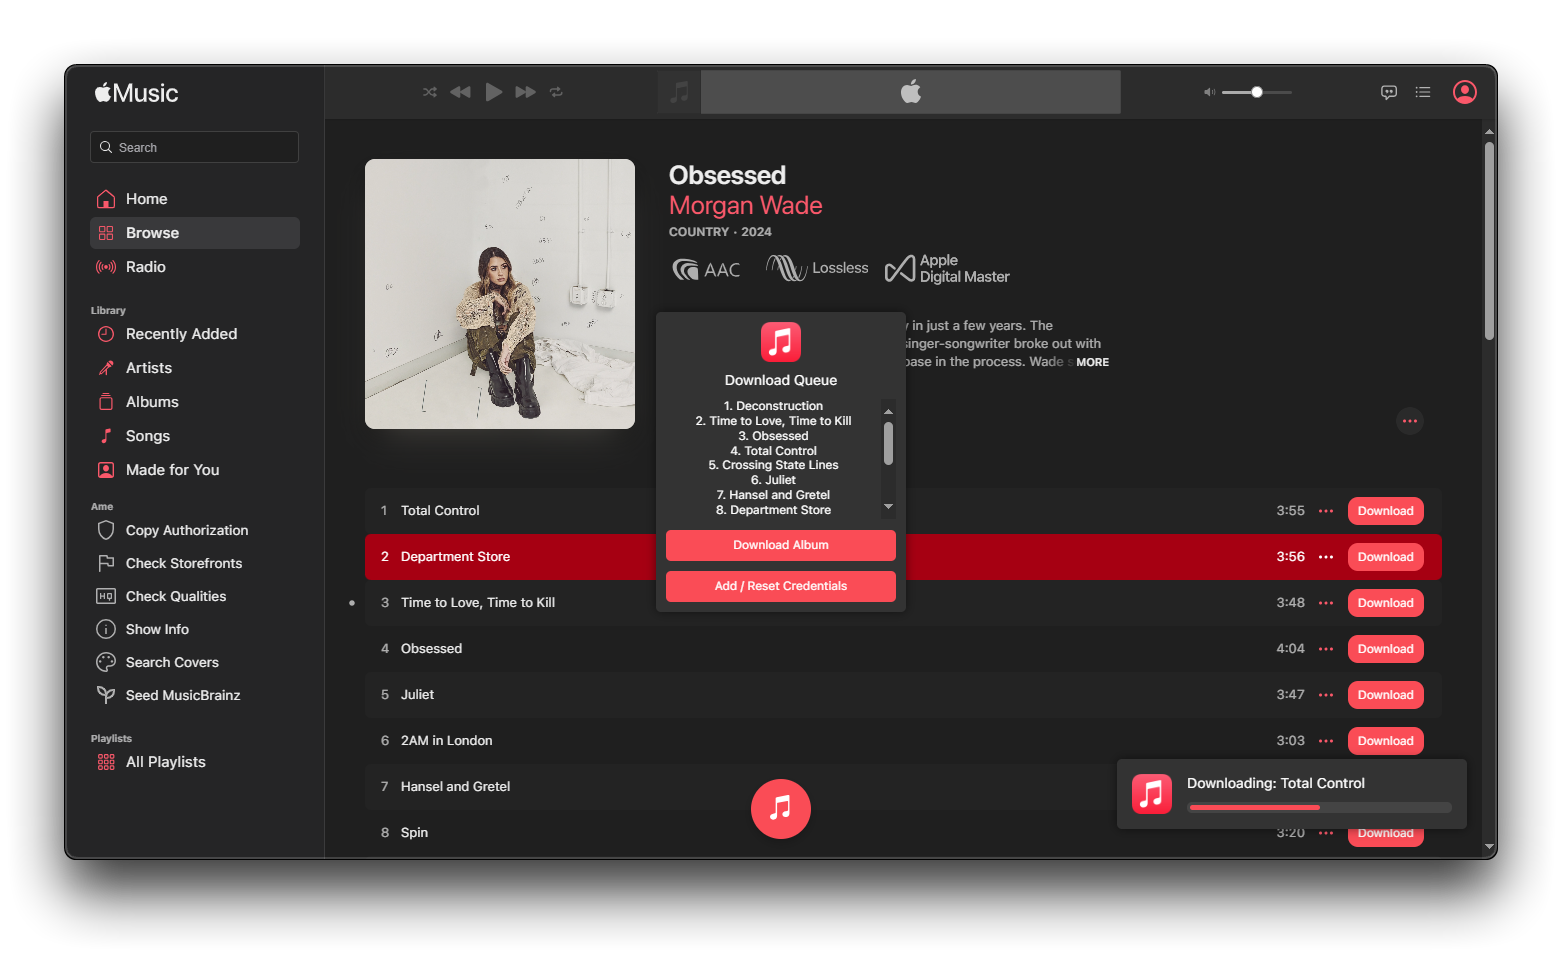 Music
Search
Home
Browse
Radio
Library
Recently Added
Artists
Albums
Songs
Made for You
Ame
Copy Authorization
Check Storefronts
HQ
Check Qualities
Show Info
Search Covers
Seed MusicBrainz
Playlists
All Playlists
Obsessed
Morgan Wade
COUNTRY · 2024
AAC
Lossless
Apple
Digital Master
in just a few years. The
singer-songwriter broke out with
base in the process. Wade s MORE
Download Queue
1. Deconstruction
2. Time to Love, Time to Kill
3. Obsessed
4. Total Control
5. Crossing State Lines
6. Juliet
7. Hansel and Gretel
8. Department Store
Download Album
Add / Reset Credentials
1 Total Control 3:55 Download
2 Department Store 3:56 Download
3 Time to Love, Time to Kill 3:48 Download
4 Obsessed 4:04 Download
5 Juliet 3:47 Download
6 2AM in London 3:03 Download
7 Hansel and Gretel
8 Spin 3:20 Download
Downloading: Total Control